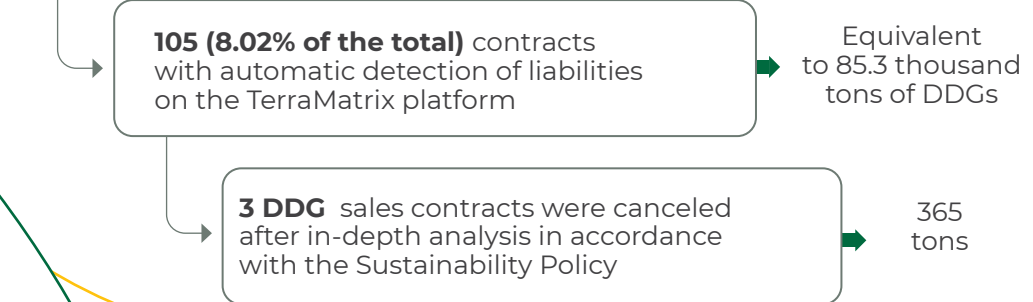 105 (8.02% of the total) contracts
with automatic detection of liabilities
on the TerraMatrix platform
Equivalent
to 85.3 thousand
tons of DDGs
3 DDG sales contracts were canceled
after in-depth analysis in accordance
with the Sustainability Policy
365
tons